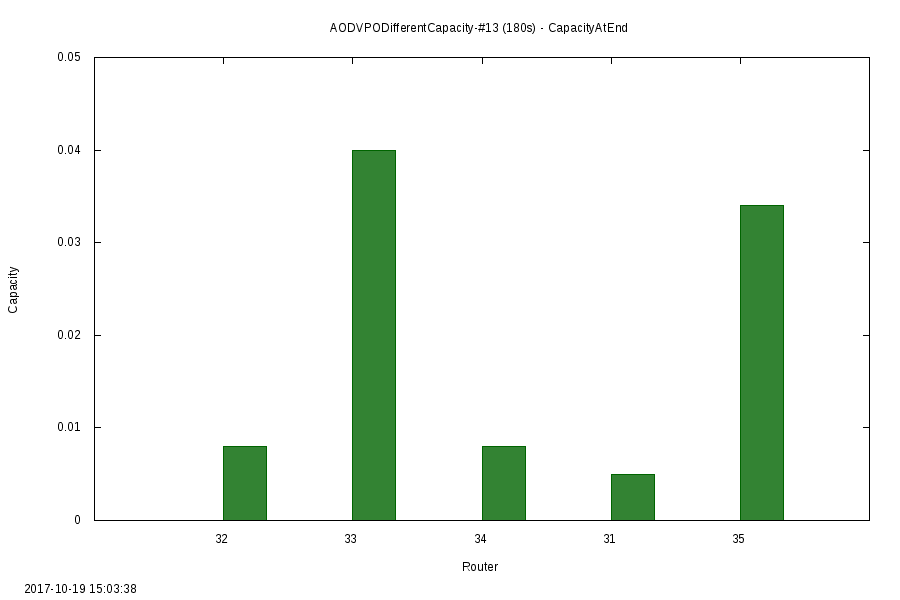 AODVPODifferentCapacity-#13 (180s) - CapacityAtEnd
0.05
0.04
0.03
0.02
0.01
0
Capacity
32 33 34 31 35
Router
2017-10-19 15:03:38